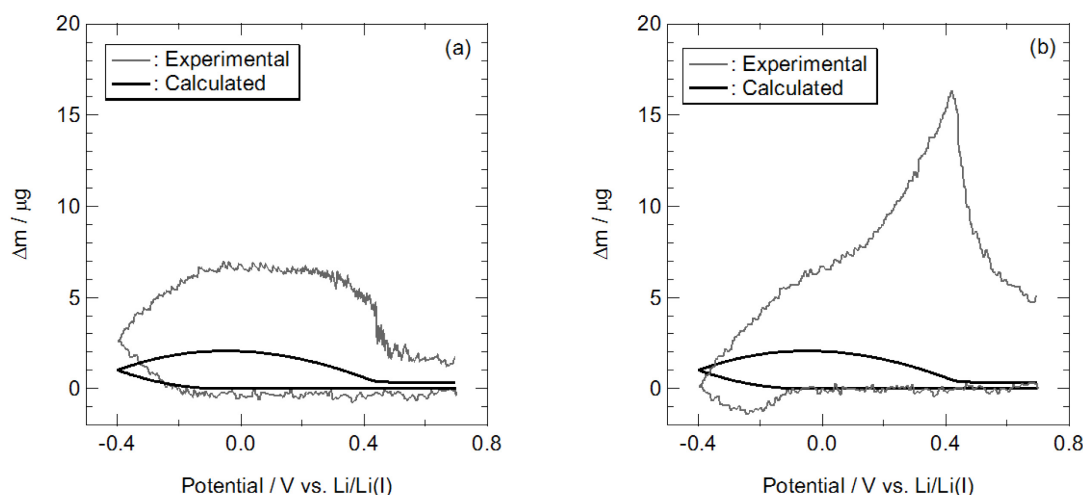 20
15
10
5
0
Δm / μg
(a)
: Experimental
: Calculated
-0.4
0.0
0.4
0.8
Potential / V vs. Li/Li(I)
20
15
10
5
0
Δm / μg
(b)
: Experimental
: Calculated
-0.4
0.0
0.4
0.8
Potential / V vs. Li/Li(I)